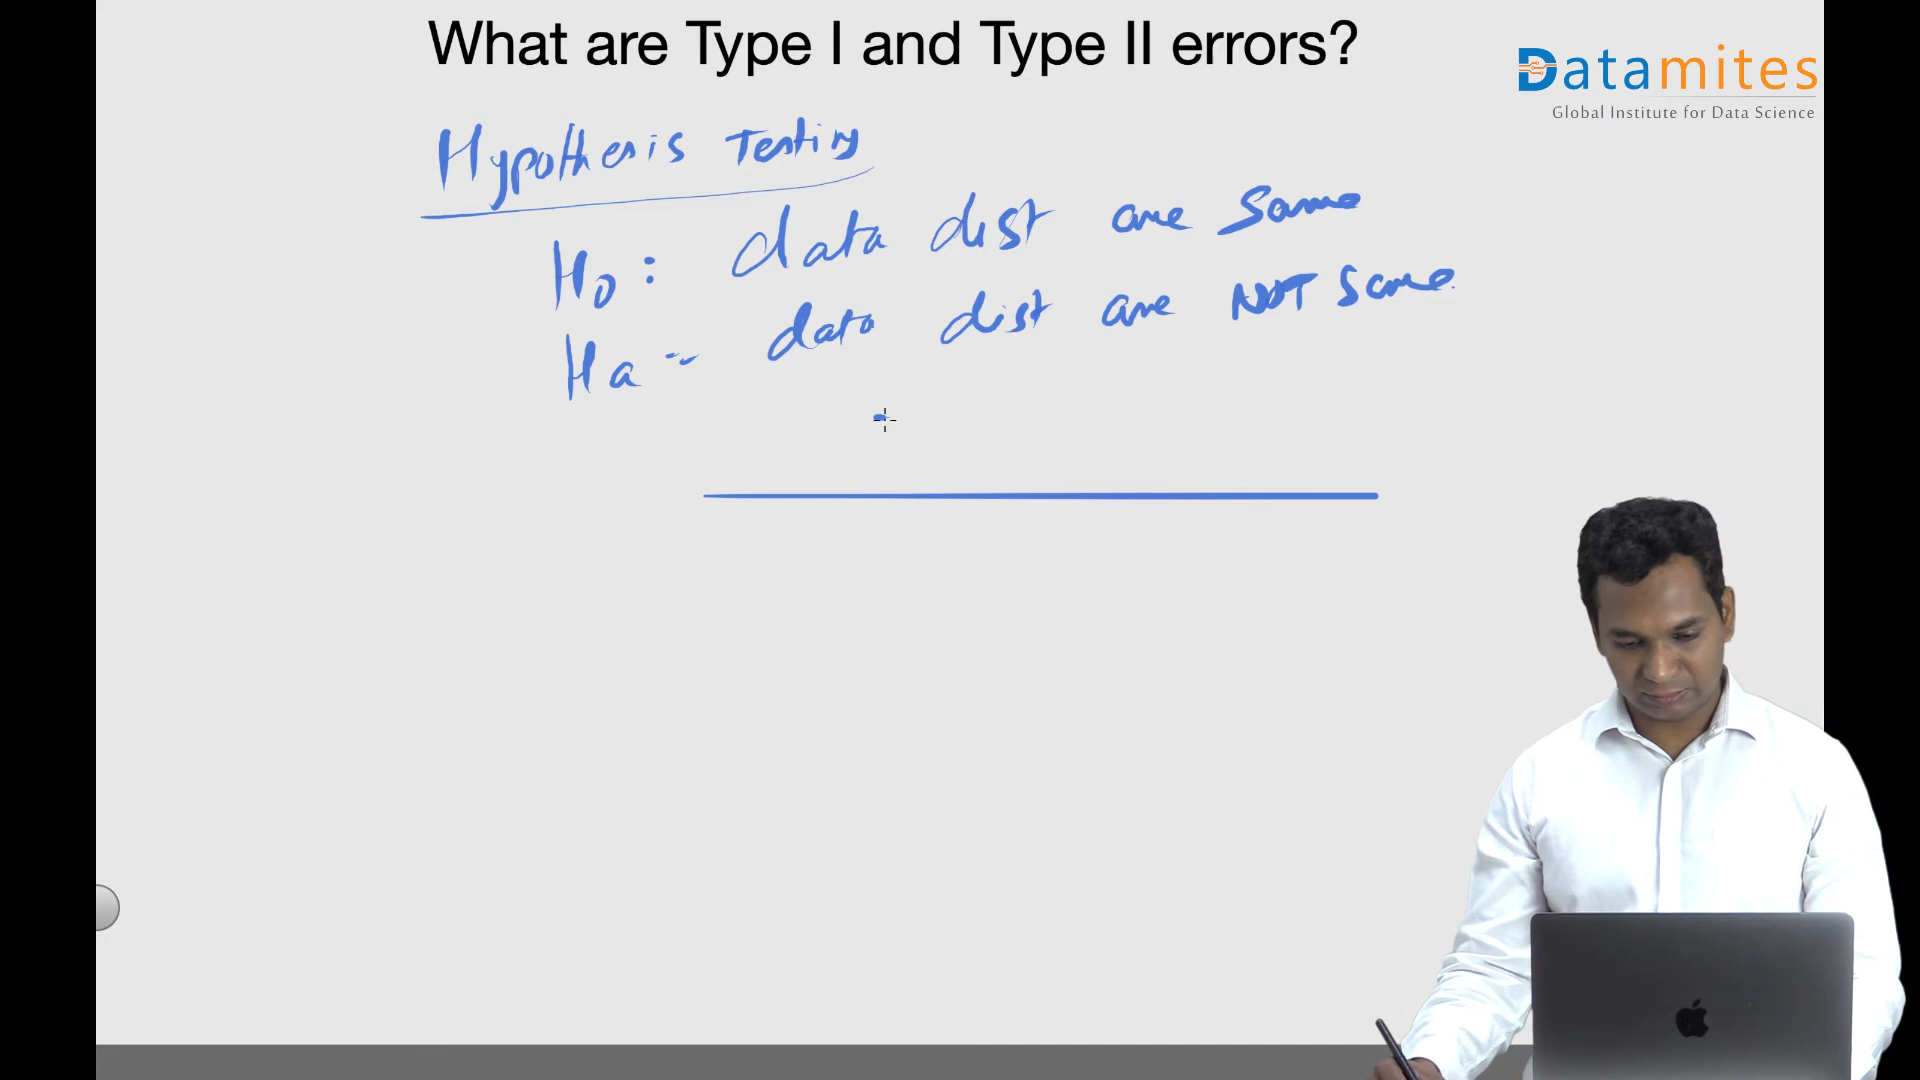 What are Type I and Type II errors?
Datamites
Global Institute for Data Science
Hypothesis Testing
H0: data dist are same
Ha - data dist are NOT same